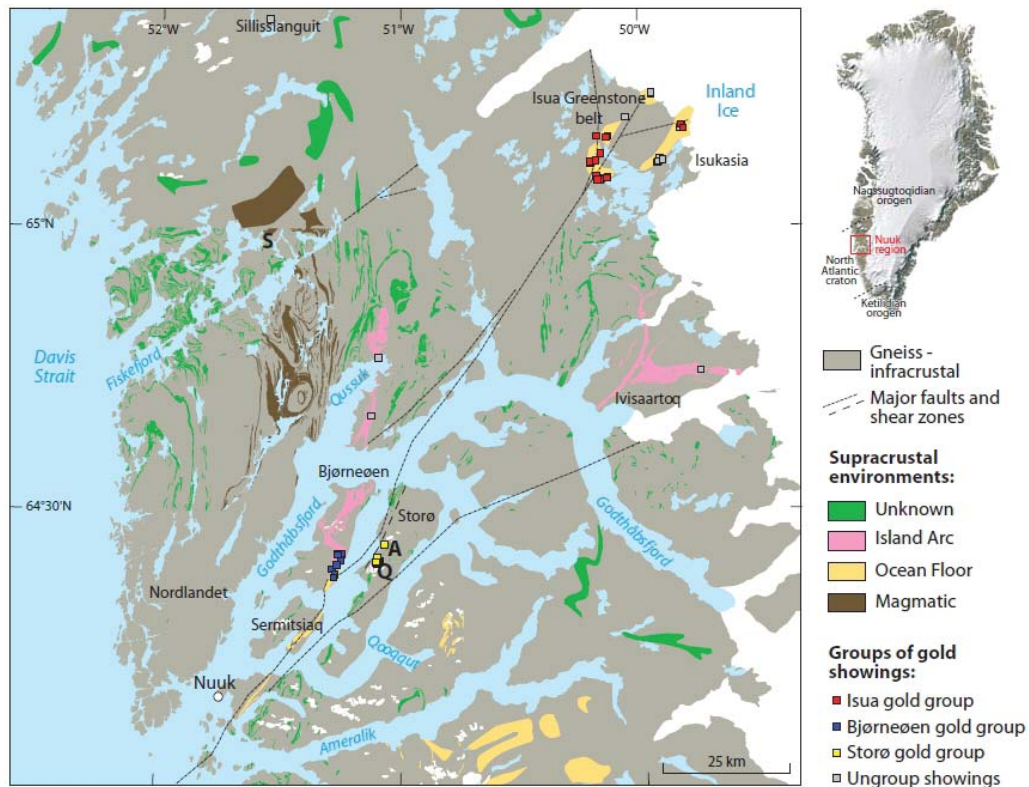 52°W
51°W
50°W
Sillissianguit
Isua Greenstone
belt
Inland
Ice
Isukasia
65°N
S
Davis
Strait
Fiskefjord
Qussuk
Ivisaartoq
Bjørneøen
64°30
N
Storø
A
Q
Godthåbsfjord
Godthåbsfjord
Nordlandet
Sermitsiaq
Qooqqut
Nuuk
Ameralik
25 km
Nagssugtoqidian
orogen
Nuuk
region
North
Atlantic
craton
Ketilidian
orogen
Gneiss -
infracrustal
Major faults and
shear zones
Supracrustal
environments:
Unknown
Island Arc
Ocean Floor
Magmatic
Groups of gold
showings:
Isua gold group
Bjørneøen gold group
Storø gold group
Ungroup showings